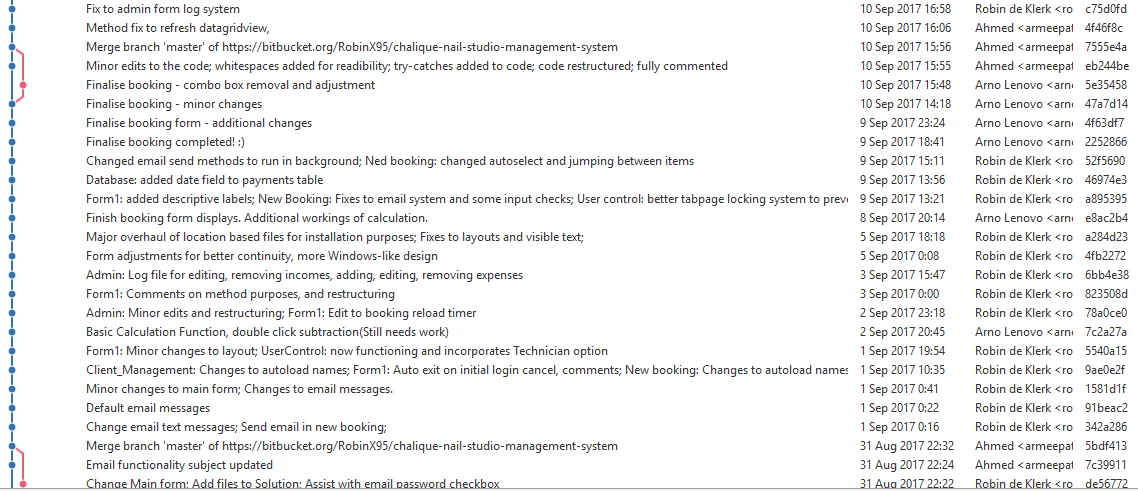 Fix to admin form log system 10 Sep 2017 16:58 Robin de Klerk <ro c75d0fd
Method fix to refresh datagridview, 10 Sep 2017 16:06 Ahmed <armeepat 4f46f8c
Merge branch 'master' of https://bitbucket.org/RobinX95/chalique-nail-studio-management-system 10 Sep 2017 15:56 Ahmed <armeepat 7555e4a
Minor edits to the code; whitespaces added for readibility; try-catches added to code; code restructured; fully commented 10 Sep 2017 15:55 Ahmed <armeepat eb244be
Finalise booking - combo box removal and adjustment 10 Sep 2017 15:48 Arno Lenovo <arn 5e35458
Finalise booking - minor changes 10 Sep 2017 14:18 Arno Lenovo <arn 47a7d14
Finalise booking form - additional changes 9 Sep 2017 23:24 Arno Lenovo <arn 4f63df7
Finalise booking completed! :) 9 Sep 2017 18:41 Arno Lenovo <arn 2252866
Changed email send methods to run in background; Ned booking: changed autoselect and jumping between items 9 Sep 2017 15:11 Robin de Klerk <ro 52f5690
Database: added date field to payments table 9 Sep 2017 13:56 Robin de Klerk <ro 46974e3
Form1: added descriptive labels; New Booking: Fixes to email system and some input checks; User control: better tabpage locking system to preve 9 Sep 2017 13:21 Robin de Klerk <ro a895395
Finish booking form displays. Additional workings of calculation. 8 Sep 2017 20:14 Arno Lenovo <arn e8ac2b4
Major overhaul of location based files for installation purposes; Fixes to layouts and visible text; 5 Sep 2017 18:18 Robin de Klerk <ro a284d23
Form adjustments for better continuity, more Windows-like design 5 Sep 2017 0:08 Robin de Klerk <ro 4fb2272
Admin: Log file for editing, removing incomes, adding, editing, removing expenses 3 Sep 2017 15:47 Robin de Klerk <ro 6bb4e38
Form1: Comments on method purposes, and restructuring 3 Sep 2017 0:00 Robin de Klerk <ro 823508d
Admin: Minor edits and restructuring; Form1: Edit to booking reload timer 2 Sep 2017 23:18 Robin de Klerk <ro 78a0ce0
Basic Calculation Function, double click subtraction(Still needs work) 2 Sep 2017 20:45 Arno Lenovo <arn 7c2a27a
Form1: Minor changes to layout; UserControl: now functioning and incorporates Technician option 1 Sep 2017 19:54 Robin de Klerk <ro 5540a15
Client_Management: Changes to autoload names; Form1: Auto exit on initial login cancel, comments; New booking: Changes to autoload names 1 Sep 2017 10:35 Robin de Klerk <ro 9ae0e2f
Minor changes to main form; Changes to email messages. 1 Sep 2017 0:41 Robin de Klerk <ro 1581d1f
Default email messages 1 Sep 2017 0:22 Robin de Klerk <ro 91beac2
Change email text messages; Send email in new booking; 1 Sep 2017 0:16 Robin de Klerk <ro 342a286
Merge branch 'master' of https://bitbucket.org/RobinX95/chalique-nail-studio-management-system 31 Aug 2017 22:32 Ahmed <armeepat 5bdf413
Email functionality subject updated 31 Aug 2017 22:24 Ahmed <armeepat 7c39911
Change Main form; Add files to Solution; Assist with email password checkbox 31 Aug 2017 22:22 Robin de Klerk <ro de56772